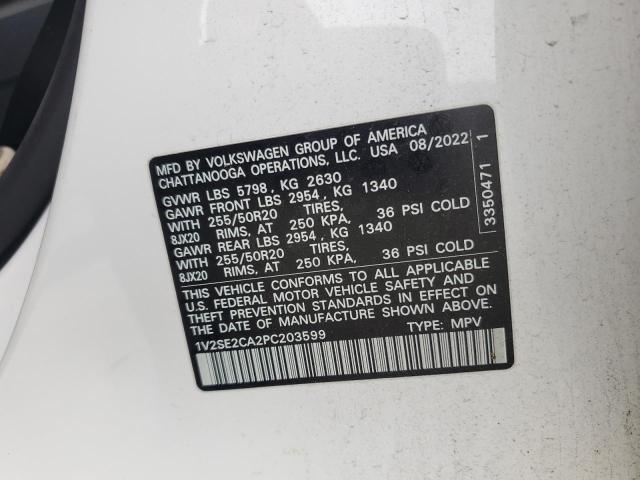 MFD BY VOLKSWAGEN GROUP OF AMERICA
CHATTANOOGA OPERATIONS, LLC. USA 08/2022
GVWR LBS 5798, KG 2630
GAWR FRONT LBS 2954, KG 1340
WITH 255/50R20 TIRES,
8JX20 RIMS, AT 250 KPA, 36 PSI COLD
GAWR REAR LBS 2954, KG 1340
WITH 255/50R20 TIRES,
8JX20 RIMS, AT 250 KPA, 36 PSI COLD
THIS VEHICLE CONFORMS TO ALL APPLICABLE
U.S. FEDERAL MOTOR VEHICLE SAFETY AND
THEFT PREVENTION STANDARDS IN EFFECT ON
THE DATE OF MANUFACTURE SHOWN ABOVE.
1V2SE2CA2PC203599 TYPE: MPV
3350471 1